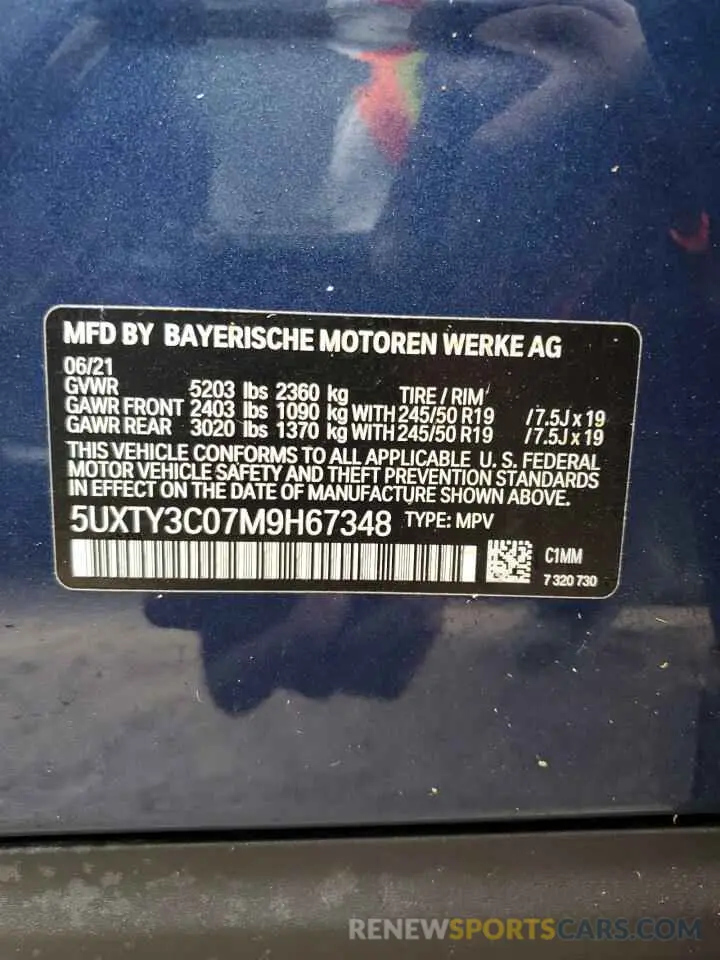 MFD BY BAYERISCHE MOTOREN WERKE AG
06/21
GVWR 5203 lbs 2360 kg TIRE / RIM
GAWR FRONT 2403 lbs 1090 kg WITH 245/50 R19 /7.5J x 19
GAWR REAR 3020 lbs 1370 kg WITH 245/50 R19 /7.5J x 19
THIS VEHICLE CONFORMS TO ALL APPLICABLE U. S. FEDERAL
MOTOR VEHICLE SAFETY AND THEFT PREVENTION STANDARDS
IN EFFECT ON THE DATE OF MANUFACTURE SHOWN ABOVE.
5UXTY3C07M9H67348 TYPE: MPV
C1MM
7 320 730
RENEWSPORTSCARS.COM